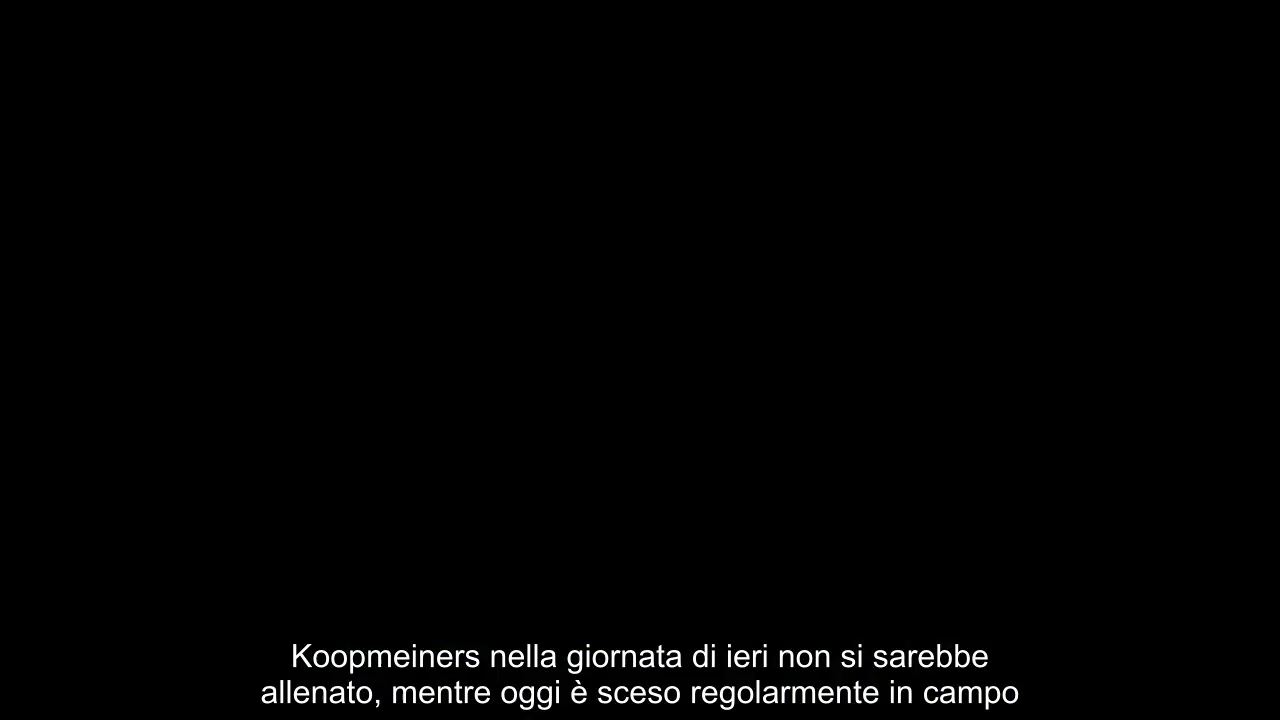 Koopmeiners nella giornata di ieri non si sarebbe
allenato, mentre oggi è sceso regolarmente in campo